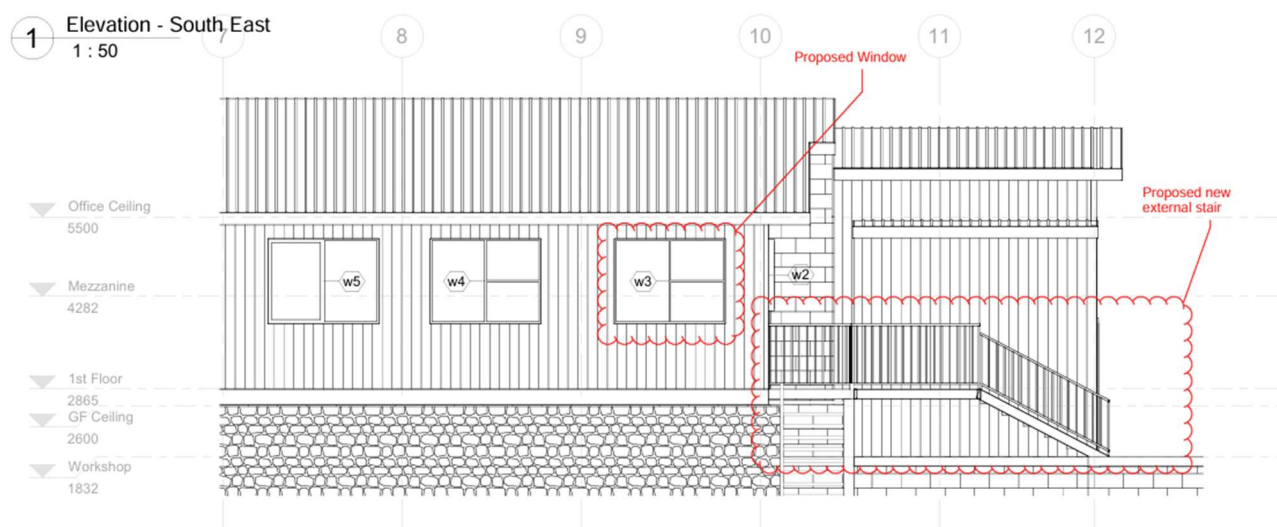 1
Elevation - South East
1 : 50
7
8
9
10
11
12
Proposed Window
Proposed new
external stair
Office Ceiling
5500
Mezzanine
4282
1st Floor
2865
GF Ceiling
2600
Workshop
1832
w5
w4
w3
w2